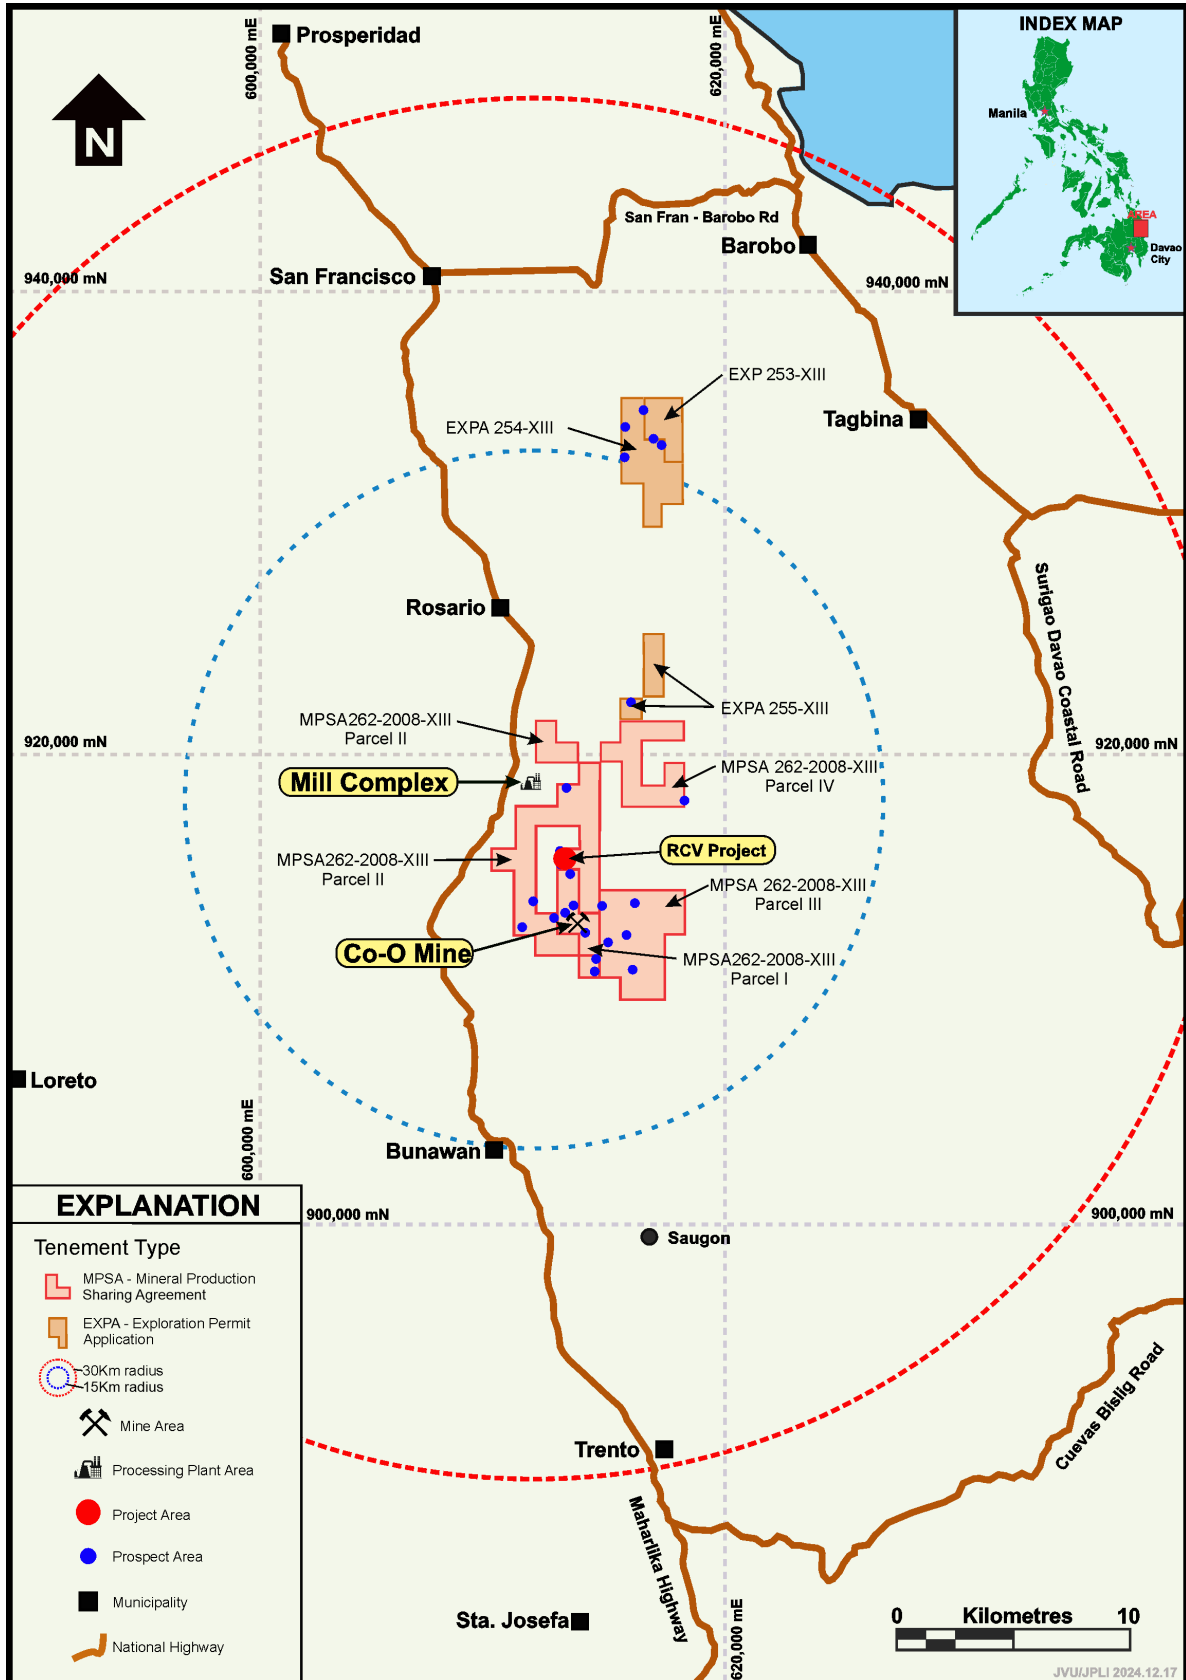 600,000 mE
620,000 mE
INDEX MAP
Manila
AREA
Davao
City
Prosperidad
N
San Fran - Barobo Rd
Barobo
San Francisco
940,000 mN
940,000 mN
EXP 253-XIII
EXPA 254-XIII
Tagbina
Surigao Davao Coastal Road
Rosario
EXPA 255-XIII
MPSA262-2008-XIII
Parcel II
920,000 mN
920,000 mN
Mill Complex
MPSA 262-2008-XIII
Parcel IV
RCV Project
MPSA262-2008-XIII
Parcel II
MPSA 262-2008-XIII
Parcel III
Co-O Mine
MPSA262-2008-XIII
Parcel I
Loreto
600,000 mE
Bunawan
900,000 mN
900,000 mN
Saugon
Cuevas Bislig Road
Trento
Maharlika Highway
Sta. Josefa
620,000 mE
EXPLANATION
Tenement Type
MPSA - Mineral Production
Sharing Agreement
EXPA - Exploration Permit
Application
30Km radius
15Km radius
Mine Area
Processing Plant Area
Project Area
Prospect Area
Municipality
National Highway
0 Kilometres 10
JVU/JPLI 2024.12.17